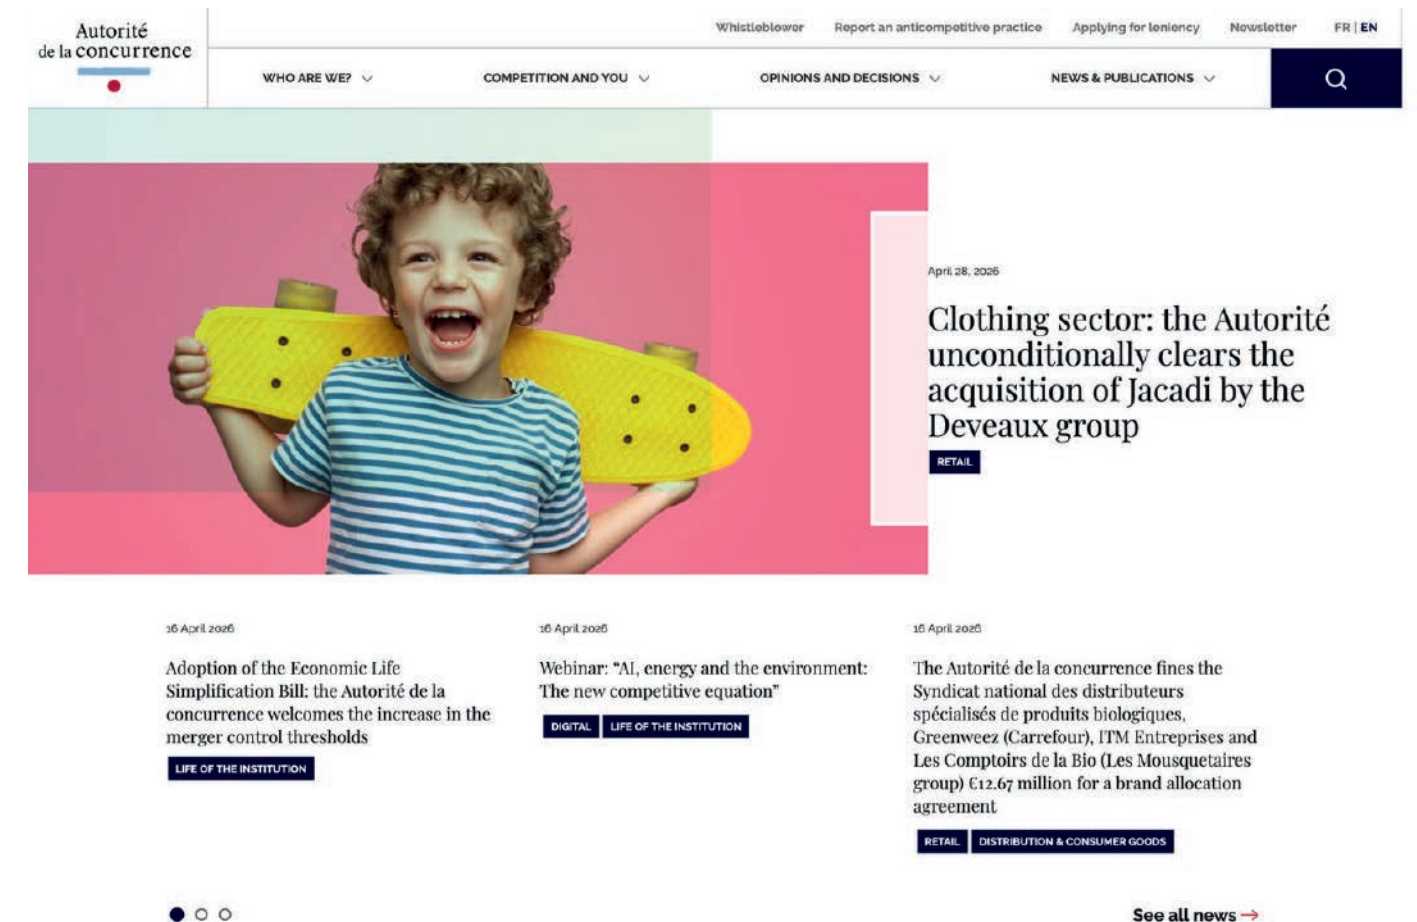 Autorité
de la concurrence
Whistleblower Report an anticompetitive practice Applying for leniency Newsletter FR | EN
WHO ARE WE? COMPETITION AND YOU OPINIONS AND DECISIONS NEWS & PUBLICATIONS
April 28, 2026
Clothing sector: the Autorité
unconditionally clears the
acquisition of Jacadi by the
Deveaux group
RETAIL
16 April 2026
Adoption of the Economic Life
Simplification Bill: the Autorité de la
concurrence welcomes the increase in the
merger control thresholds
LIFE OF THE INSTITUTION
16 April 2026
Webinar: “AI, energy and the environment:
The new competitive equation”
DIGITAL LIFE OF THE INSTITUTION
16 April 2026
The Autorité de la concurrence fines the
Syndicat national des distributeurs
spécialisés de produits biologiques,
Greenweez (Carrefour), ITM Entreprises and
Les Comptoirs de la Bio (Les Mousquetaires
group) €12.67 million for a brand allocation
agreement
RETAIL DISTRIBUTION & CONSUMER GOODS
See all news →